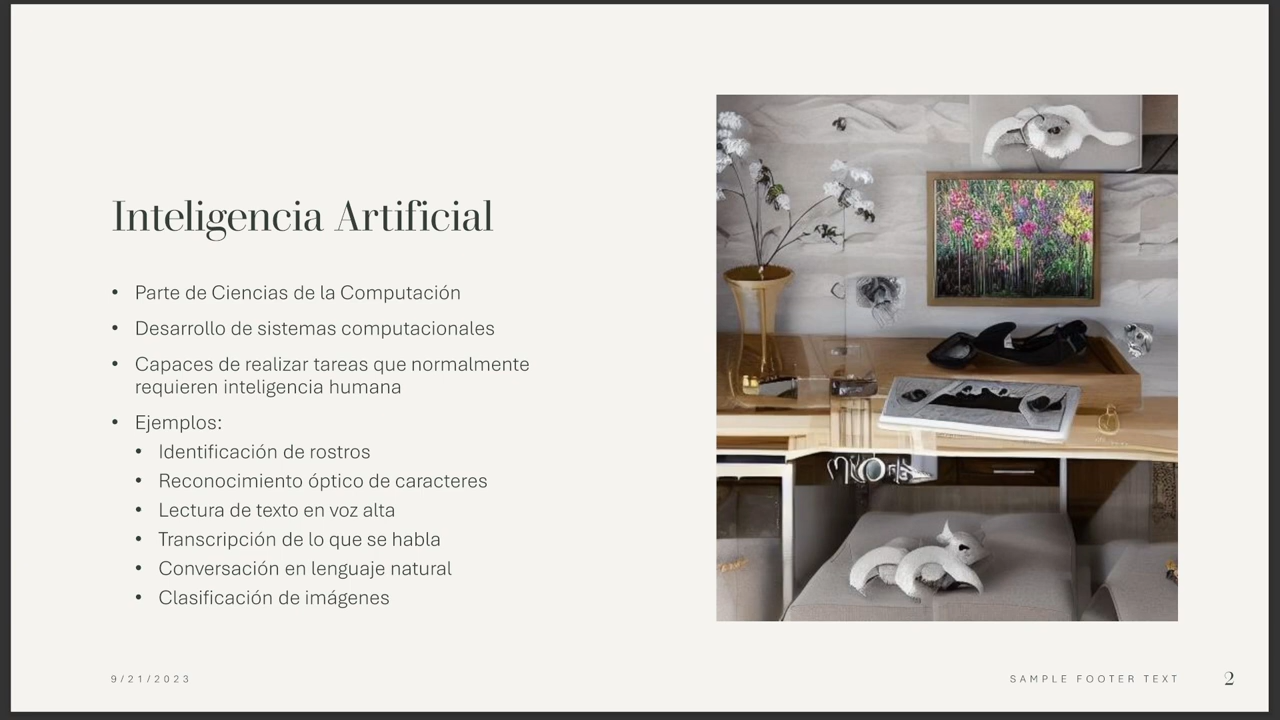 Inteligencia Artificial
• Parte de Ciencias de la Computación
• Desarrollo de sistemas computacionales
• Capaces de realizar tareas que normalmente
requieren inteligencia humana
• Ejemplos:
• Identificación de rostros
• Reconocimiento óptico de caracteres
• Lectura de texto en voz alta
• Transcripción de lo que se habla
• Conversación en lenguaje natural
• Clasificación de imágenes
9/21/2023
SAMPLE FOOTER TEXT
2